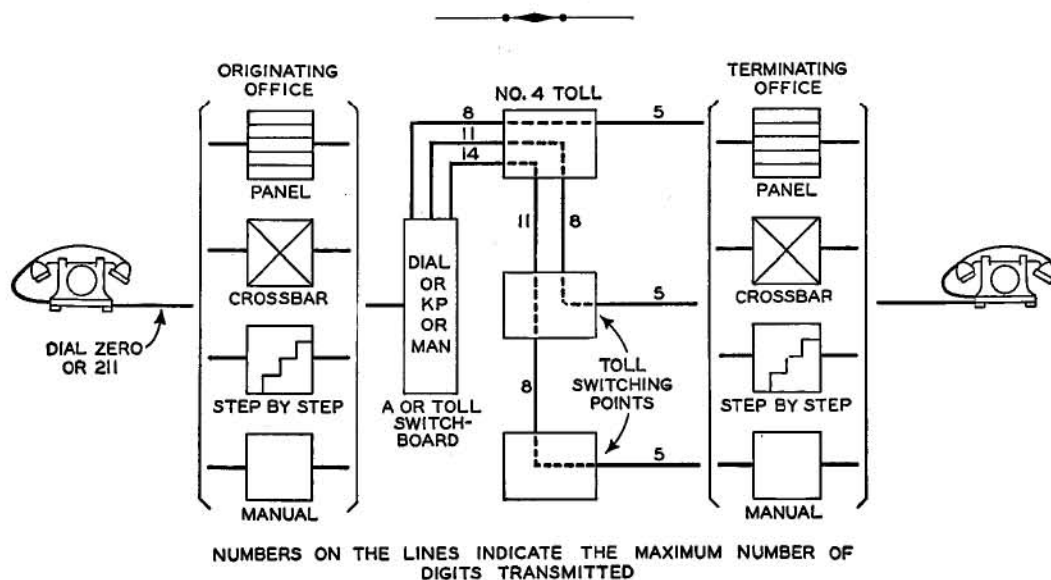 ORIGINATING
OFFICE
PANEL
CROSSBAR
STEP BY STEP
MANUAL
DIAL ZERO
OR 211
DIAL
OR
KP
OR
MAN
A OR TOLL
SWITCH-
BOARD
NO. 4 TOLL
8
11
14
5
11
8
5
8
5
TOLL
SWITCHING
POINTS
TERMINATING
OFFICE
PANEL
CROSSBAR
STEP BY STEP
MANUAL
NUMBERS ON THE LINES INDICATE THE MAXIMUM NUMBER OF
DIGITS TRANSMITTED